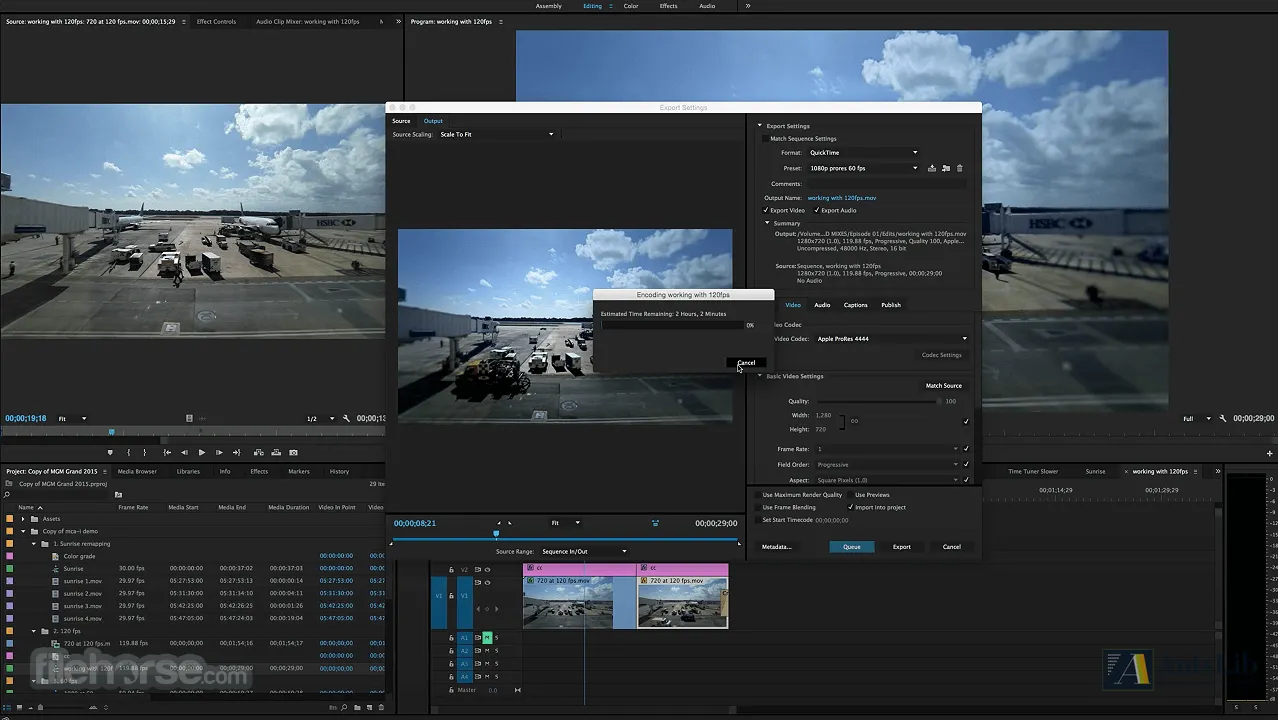 Assembly Editing Color Effects Audio
Source: working with 120fps: 720 at 120 fps.mov: 00;00;15;29 Effect Controls Audio Clip Mixer: working with 120fps
Program: working with 120fps
HSBC
Export Settings
Source Output
Source Scaling: Scale To Fit
Export Settings
Match Sequence Settings
Format: QuickTime
Preset: 1080p prores 60 fps
Comments:
Output Name: working with 120fps.mov
Export Video Export Audio
Summary
Output: /Volume...D MIXES/Episode 01/Edits/working with 120fps.mov
1280x720 (1.0), 119.88 fps, Progressive, Quality 100, Apple...
Uncompressed, 48000 Hz, Stereo, 16 bit
Source: Sequence, working with 120fps
1280x720 (1.0), 119.88 fps, Progressive, 00;00;29;00
No Audio
Encoding working with 120fps
Estimated Time Remaining: 2 Hours, 2 Minutes
0%
Cancel
Video Audio Captions Publish
deo Codec
Video Codec: Apple ProRes 4444
Codec Settings
Basic Video Settings
Match Source
Quality: 100
Width: 1,280
Height: 720
Frame Rate: 1
Field Order: Progressive
Aspect: Square Pixels (1.0)
Use Maximum Render Quality Use Previews
Use Frame Blending Import into project
Set Start Timecode 00;00;00;00
Metadata... Queue Export Cancel
00;00;08;21 Fit 00;00;29;00
Source Range: Sequence In/Out
00;00;19;18 Fit 1/2 00;00;13
Full 00;00;29;00
Project: Copy of MGM Grand 2015 Media Browser Libraries Info Effects Markers History
Copy of MGM Grand 2015.prproj
29 Ite
Name Frame Rate Media Start Media End Media Duration Video In Point Video O
Assets
Copy of mca-i demo
1. Sunrise remapping
Color grade 00:00:00:00 00:00
Sunrise 30.00 fps 00;00;00;00 00;00;37;02 00;00;37;03 00;00;00;00 00;00
sunrise 1.mov 29.97 fps 05:27:53:00 05:27:53:13 00:00:00:14 05:27:53:00 05:27
sunrise 2.mov 29.97 fps 05:31:30:00 05:31:34:10 00:00:04:11 05:31:30:00 05:31
sunrise 3.mov 29.97 fps 05:42:25:00 05:42:26:25 00:00:01:26 05:42:25:00 05:42
sunrise 4.mov 29.97 fps 05:47:05:00 05:47:24:03 00:00:19:04 05:47:05:00 05:47
2. 120 fps
720 at 120 fps.m 119.88 fps 00;00;00;00 00;01;54;16 00;01;54;17 00;00;00;00 00;00
cc
working with 120f 119.88 fps 00;00;00;00 00;00;29;00
filehorse.com
Time Tuner Slower Sunrise working with 120fps
00;01;14;29 00;01;29;29
V2 cc cc
V1 V1 720 at 120 fps.mov 720 at 120 fps.mov
A1 M S
A2 M S
A3 M S
A4 M S
Master 0.0
S S